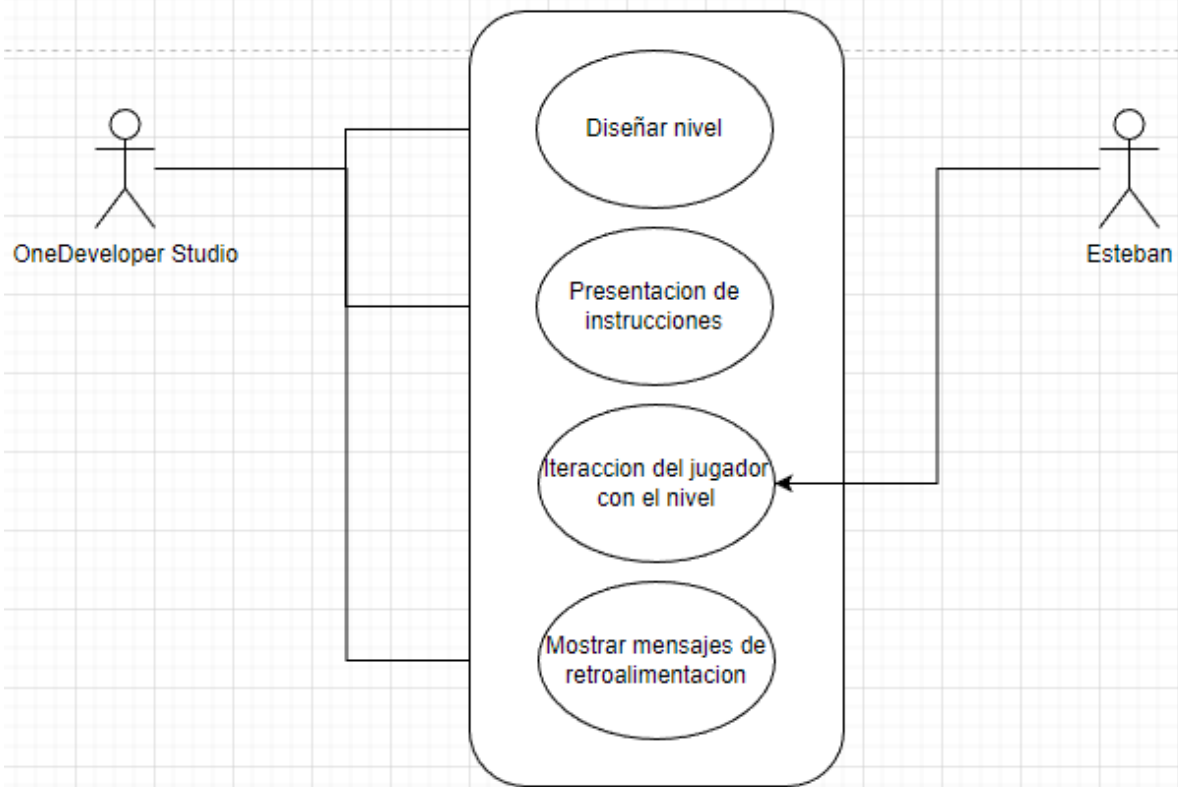 Diseñar nivel
OneDeveloper Studio
Esteban
Presentacion de
instrucciones
Iteraccion del jugador
con el nivel
Mostrar mensajes de
retroalimentacion